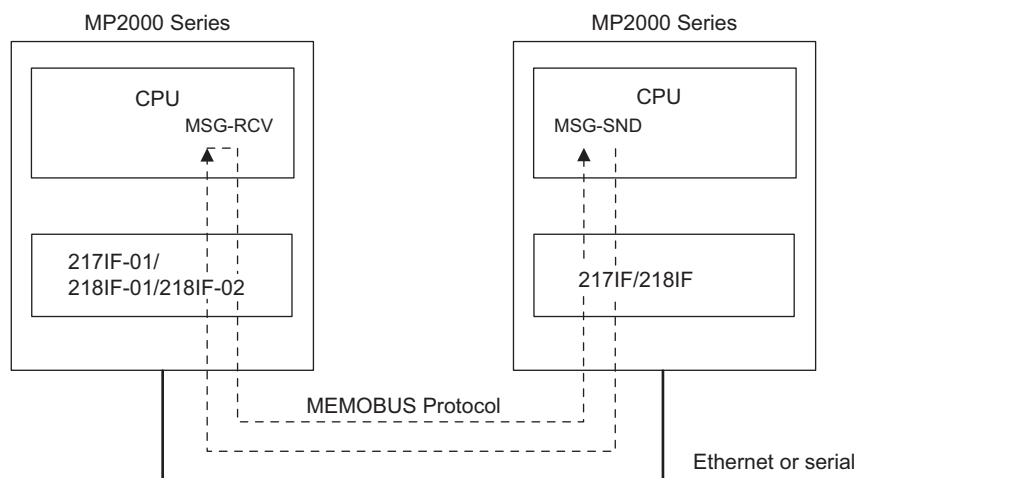 MP2000 Series
MP2000 Series
CPU
MSG-RCV
CPU
MSG-SND
217IF-01/
218IF-01/218IF-02
217IF/218IF
MEMOBUS Protocol
Ethernet or serial